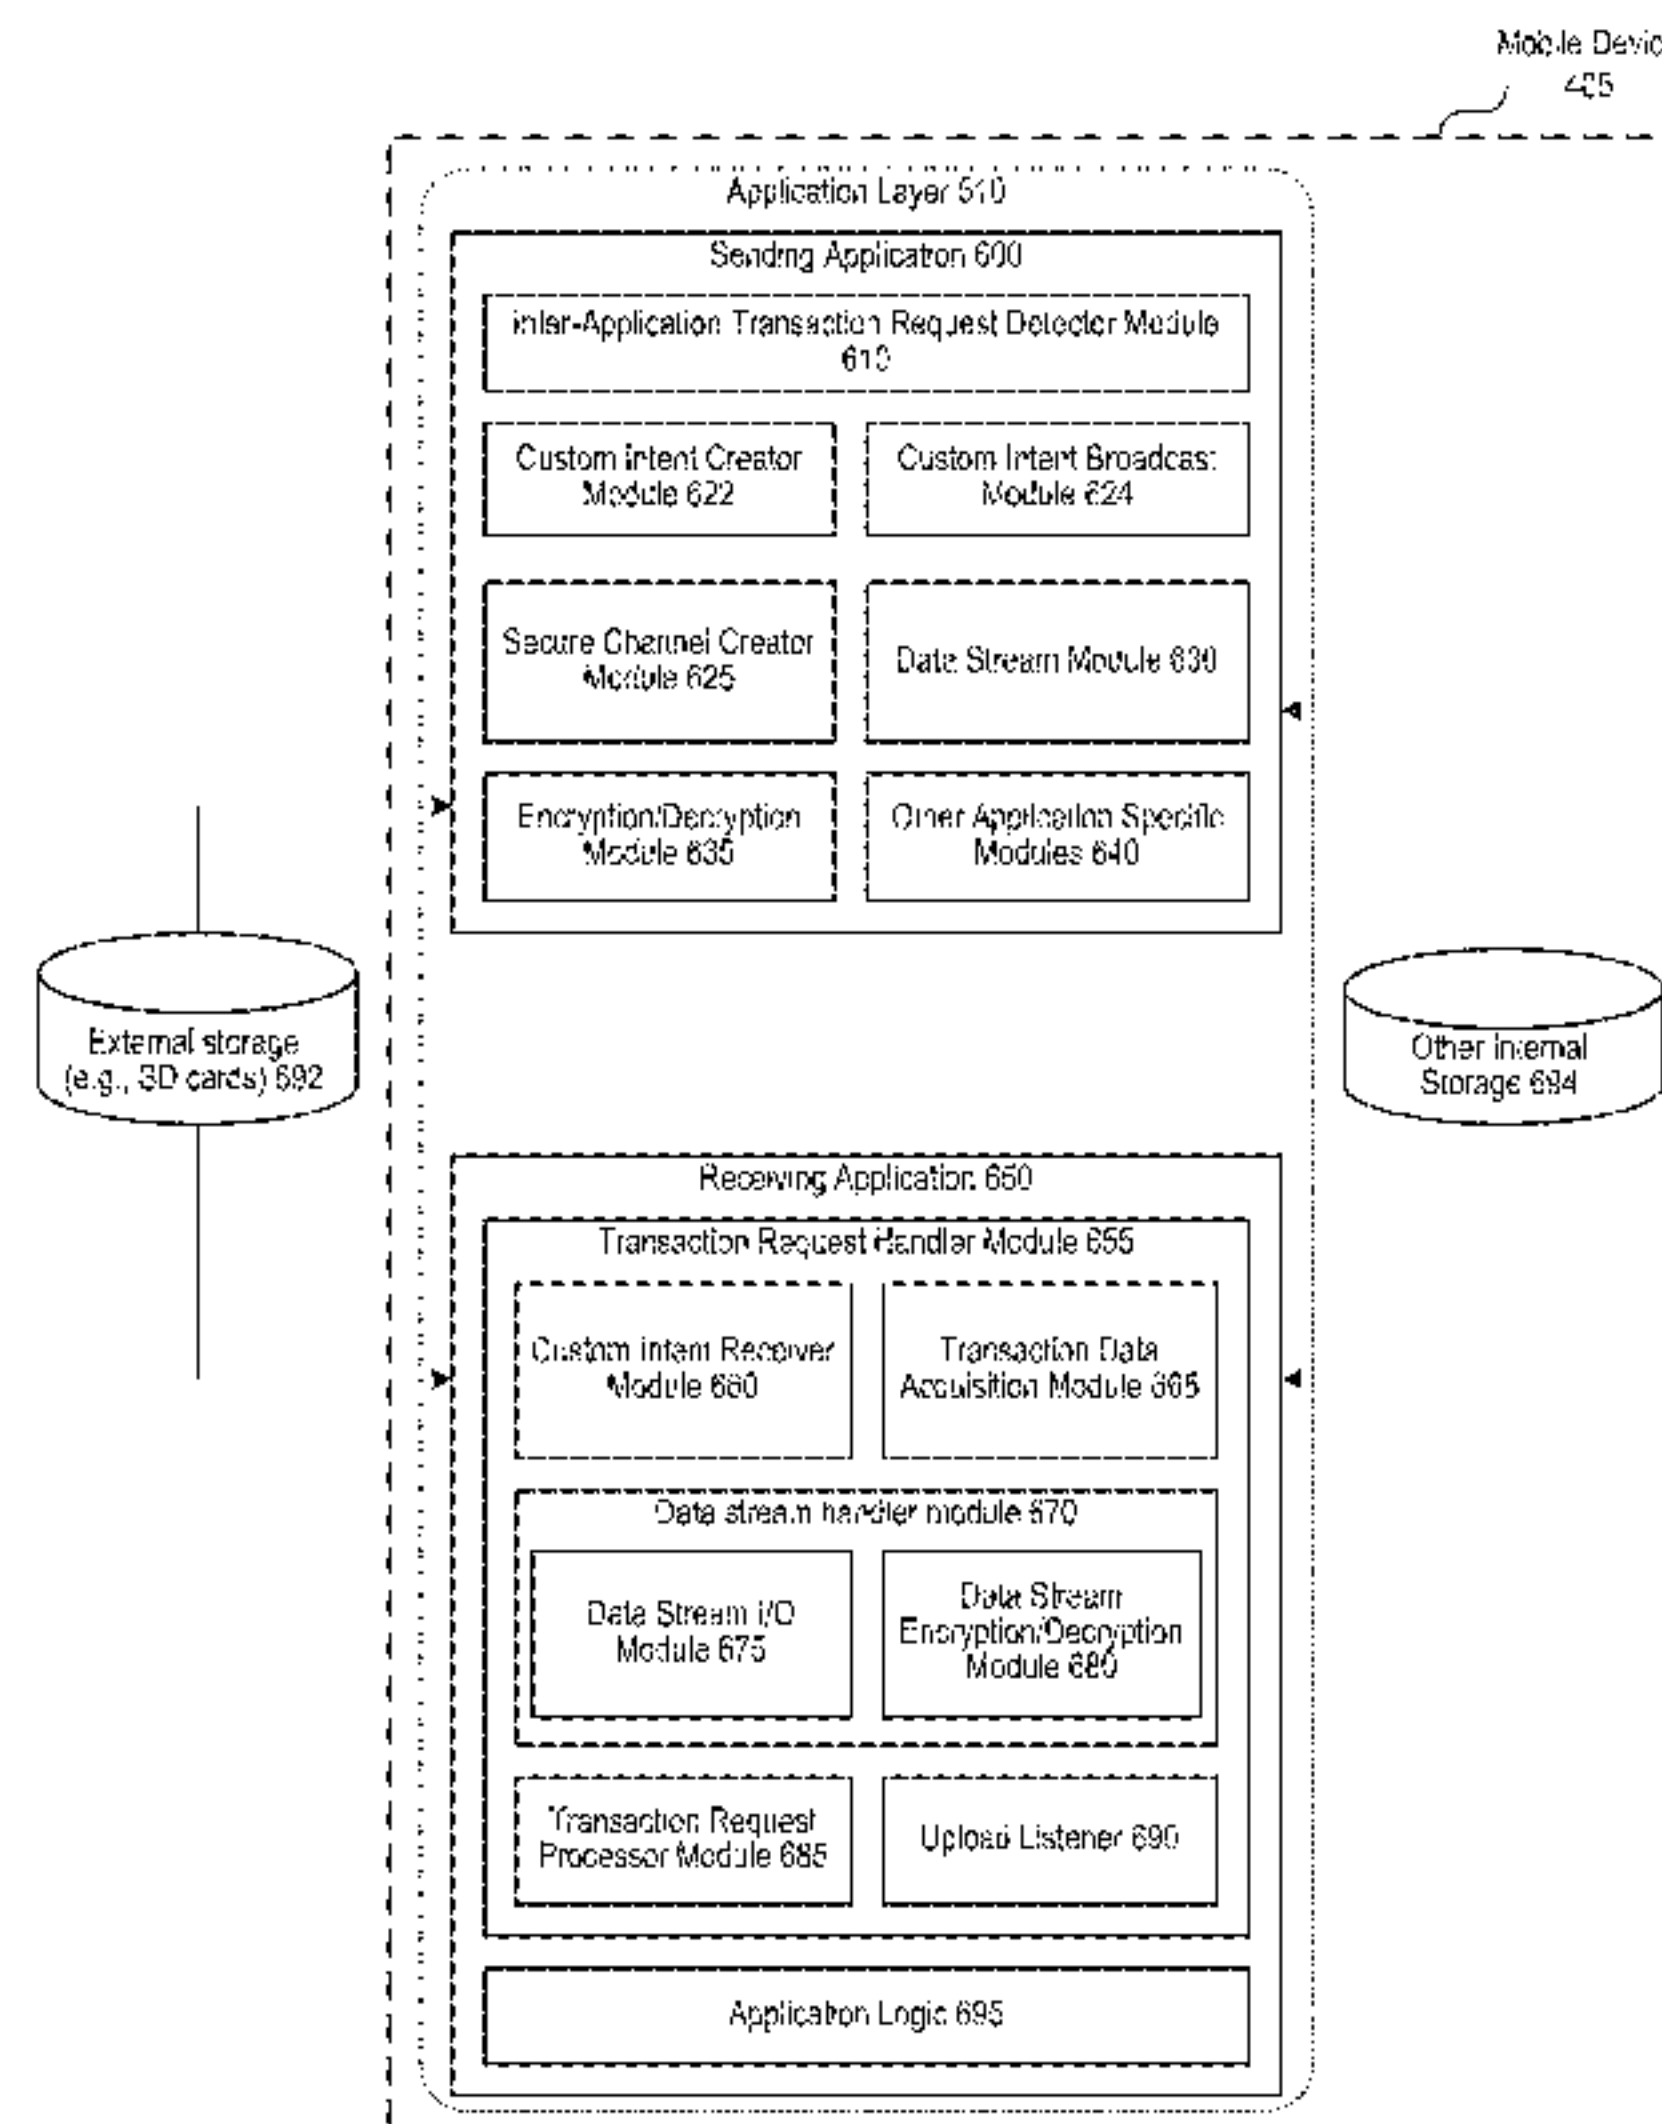 Mobile Devic
405
Application Layer 510
Sending Application 600
Inter-Application Transaction Request Detector Module
610
Custom Intent Creator
Module 622
Custom Intent Broadcast
Module 624
Secure Channel Creator
Module 625
Data Stream Module 630
Encryption/Decryption
Module 635
Other Application Specific
Modules 640
External storage
(e.g., SD cards) 692
Other internal
Storage 694
Receiving Application 650
Transaction Request Handler Module 655
Custom Intent Receiver
Module 660
Transaction Data
Acquisition Module 665
Data stream handler module 670
Data Stream I/O
Module 675
Data Stream
Encryption/Decryption
Module 680
Transaction Request
Processor Module 685
Upload Listener 690
Application Logic 695